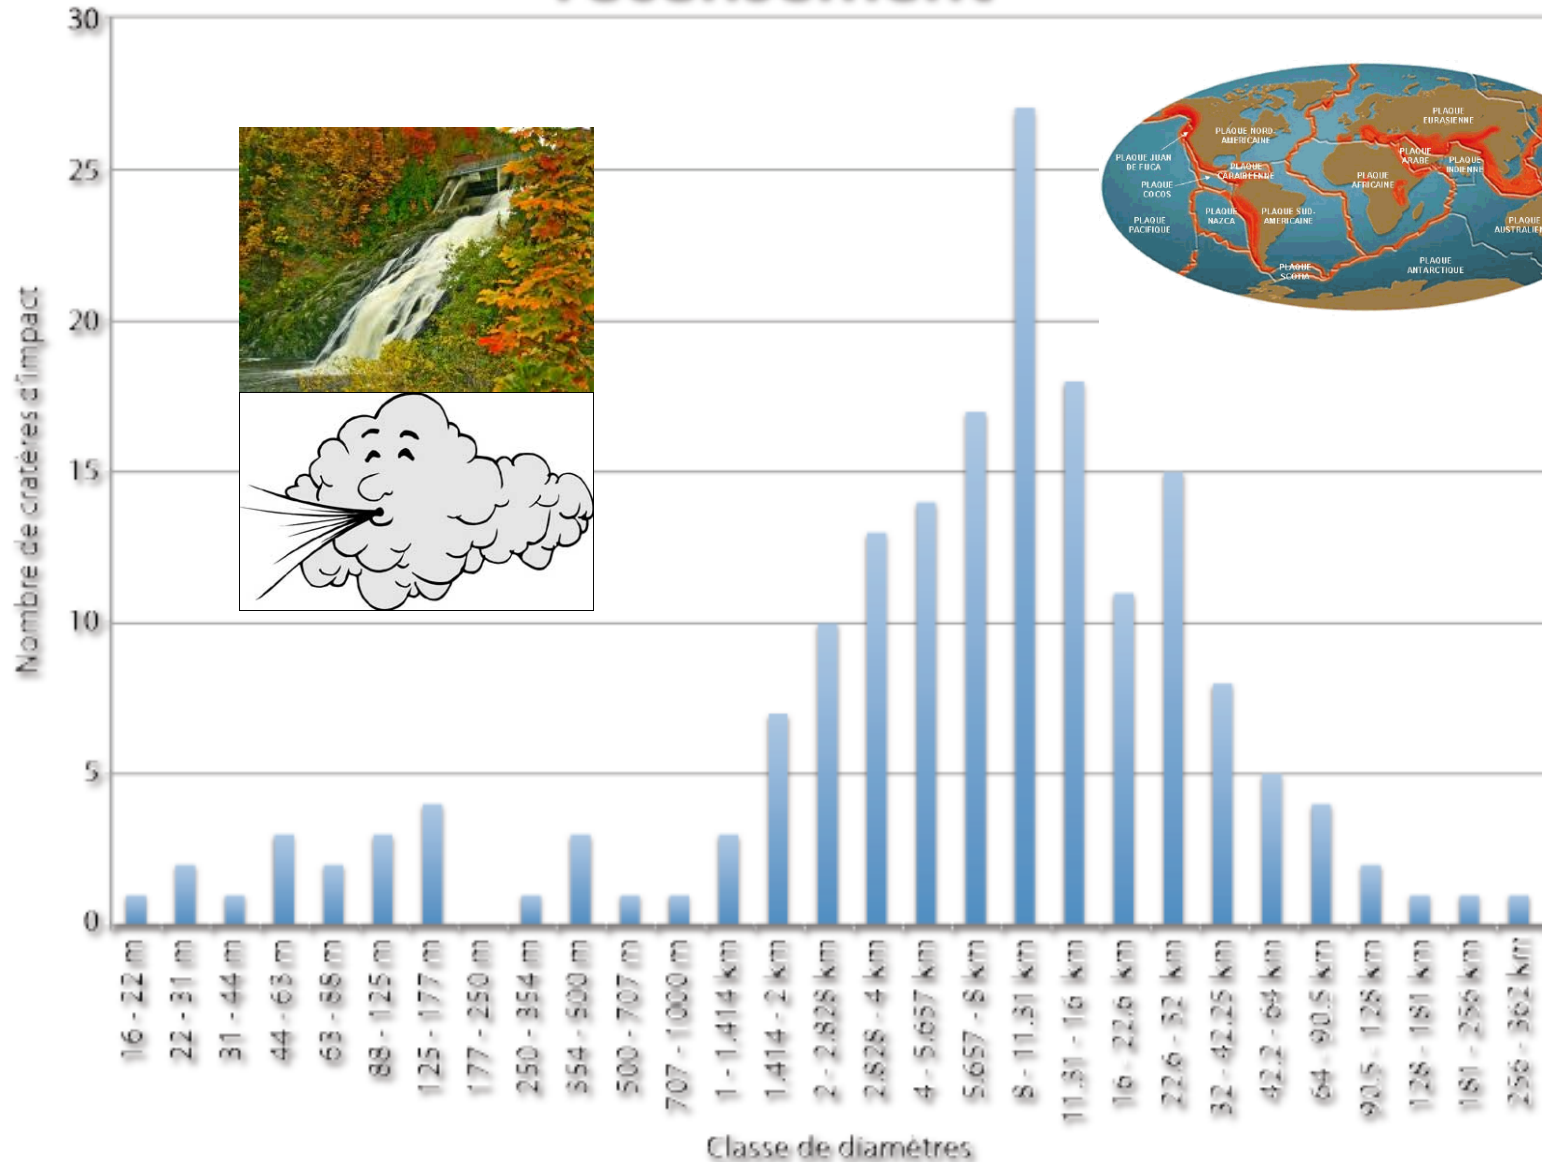 30
25
20
15
10
5
0
Nombre de cratères d'impact
16 - 22 m
22 - 31 m
31 - 44 m
44 - 63 m
63 - 88 m
88 - 125 m
125 - 177 m
177 - 250 m
250 - 354 m
354 - 500 m
500 - 707 m
707 - 1000 m
1 - 1.414 km
1.414 - 2 km
2 - 2.828 km
2.828 - 4 km
4 - 5.657 km
5.657 - 8 km
8 - 11.31 km
11.31 - 16 km
16 - 22.6 km
22.6 - 32 km
32 - 42.25 km
42.2 - 64 km
64 - 90.5 km
90.5 - 128 km
128 - 181 km
181 - 256 km
256 - 362 km
Classe de diamètres
PLAQUE
EURASIENNE
PLAQUE NORD
AMERICAINE
PLAQUE JUAN
DE FUCA
PLAQUE
COCOS
PLAQUE
CARAIBEENNE
PLAQUE
ARABE
PLAQUE
INDIENNE
PLAQUE
AFRICAINE
PLAQUE
PACIFIQUE
PLAQUE
NAZCA
PLAQUE SUD-
AMERICAINE
PLAQUE
AUSTRALIEN
PLAQUE
SCOTIA
PLAQUE
ANTARCTIQUE